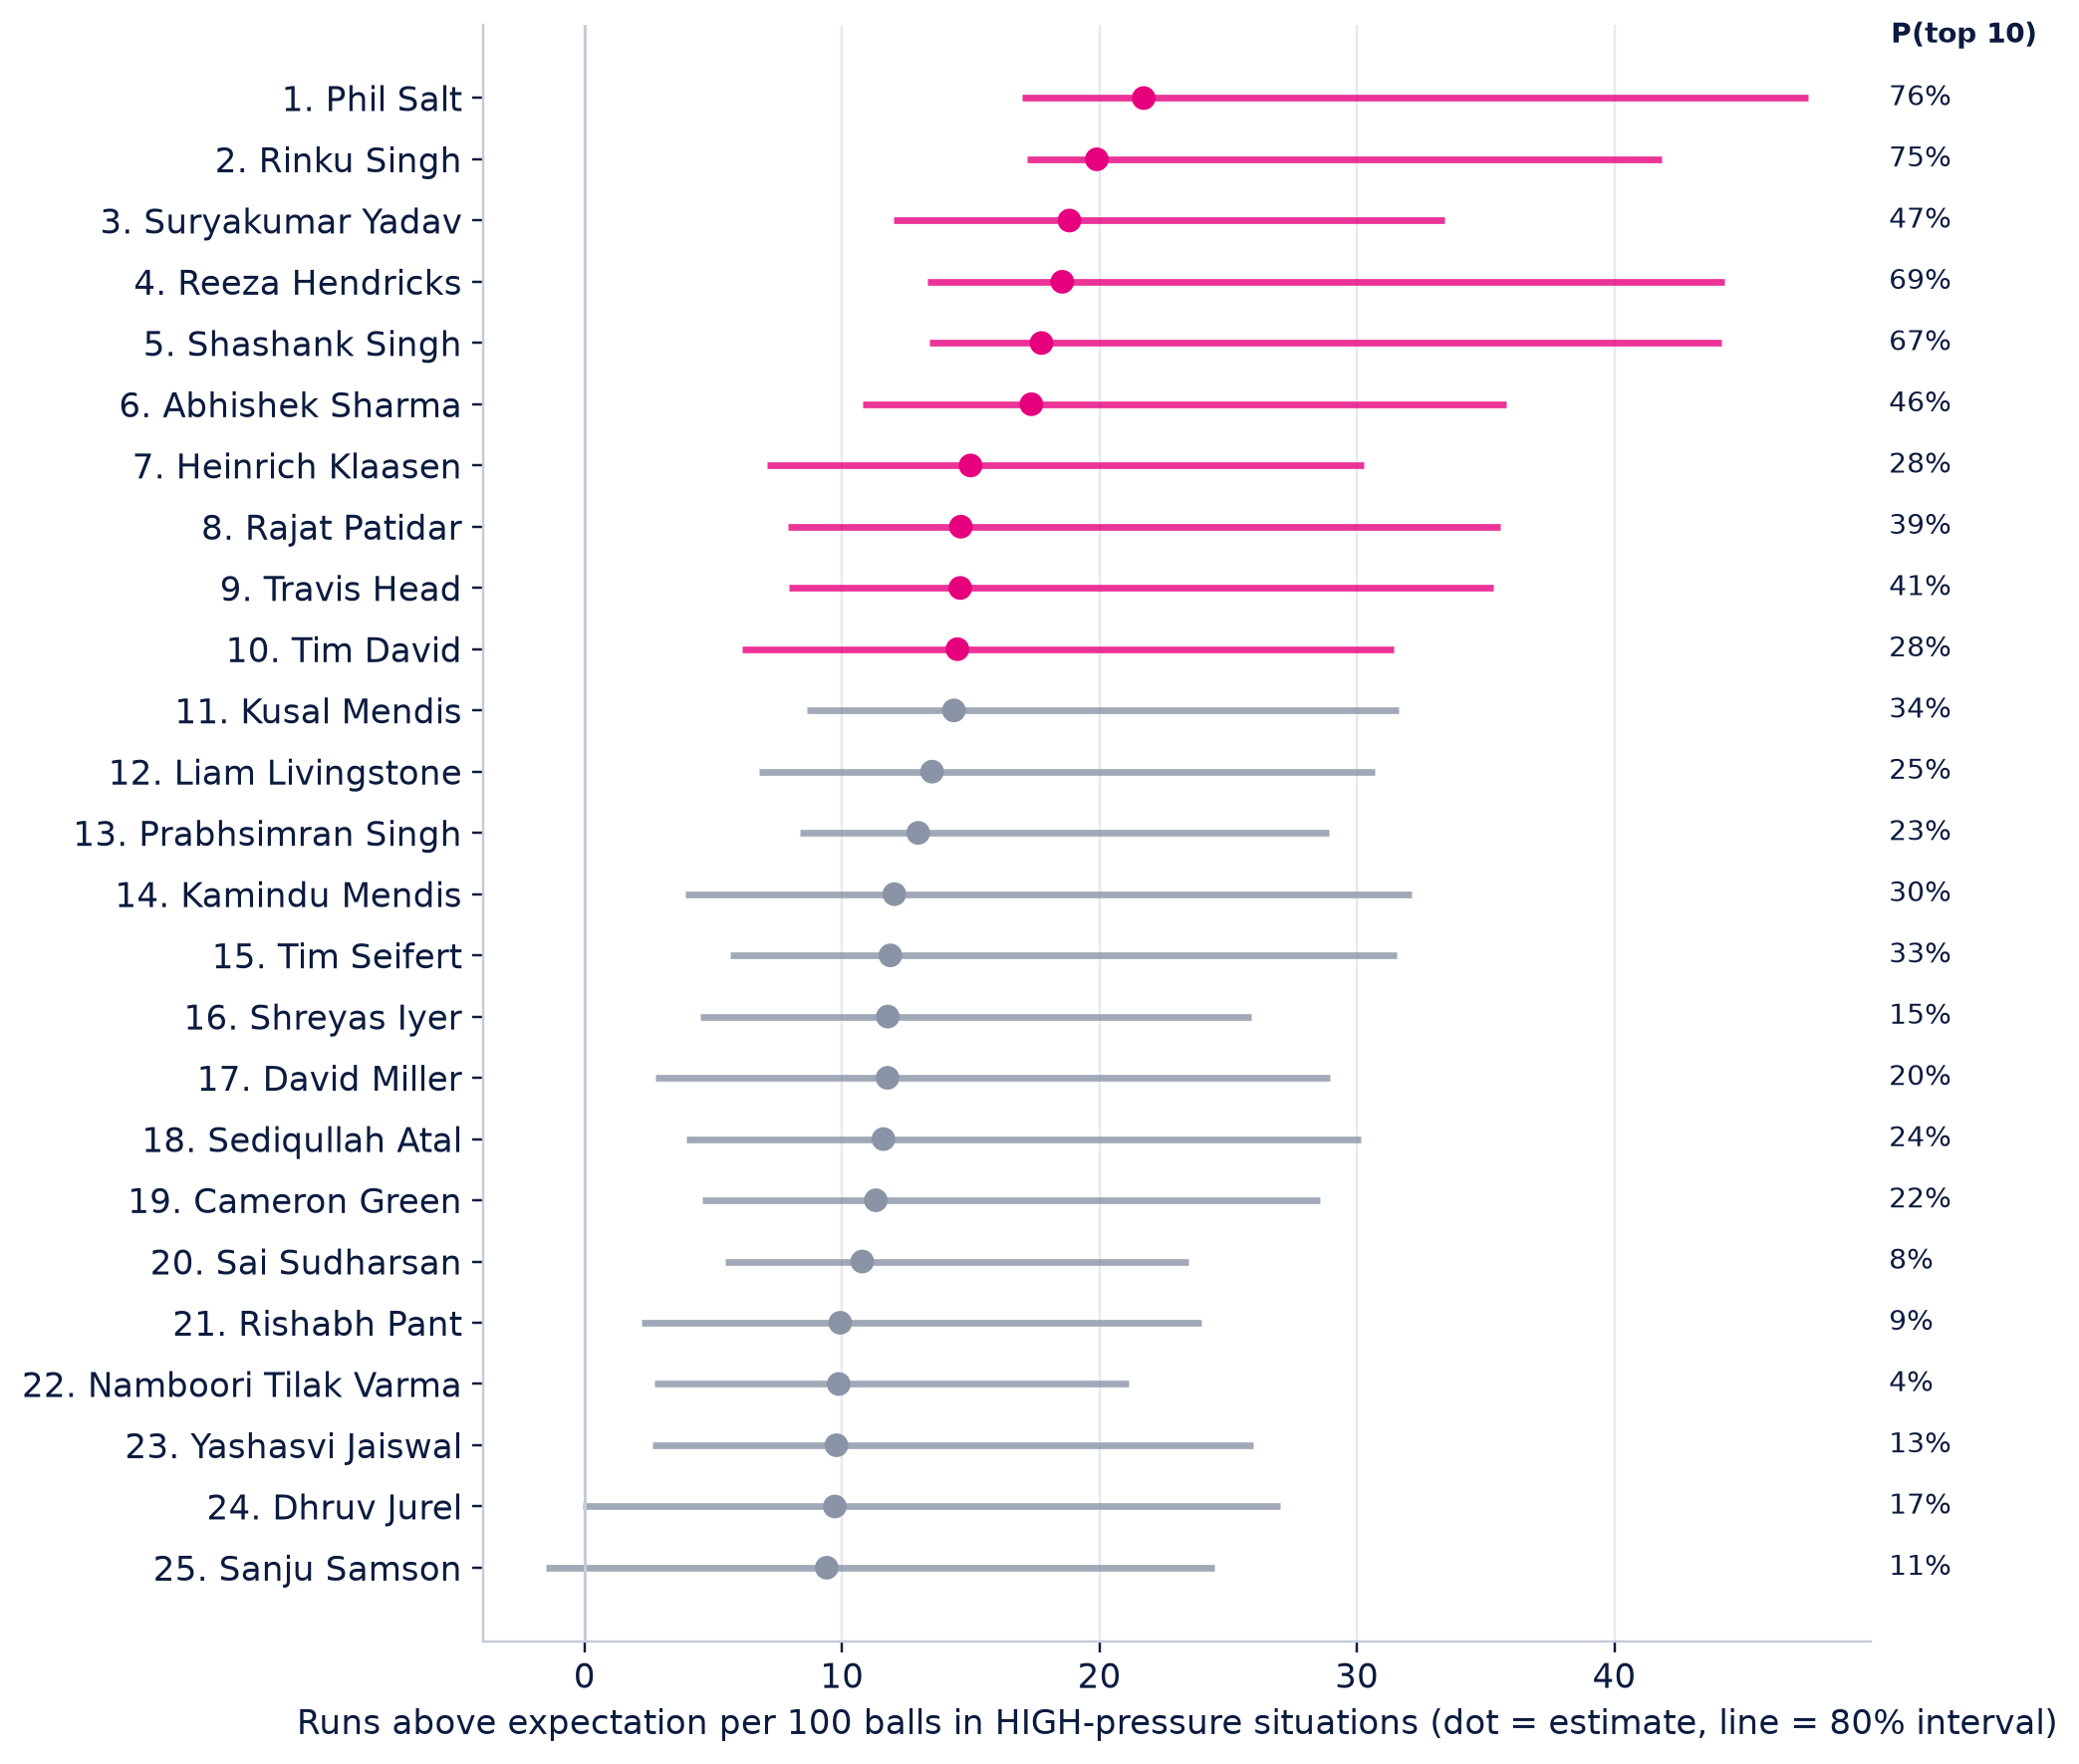 P(top 10)
1. Phil Salt 76%
2. Rinku Singh 75%
3. Suryakumar Yadav 47%
4. Reeza Hendricks 69%
5. Shashank Singh 67%
6. Abhishek Sharma 46%
7. Heinrich Klaasen 28%
8. Rajat Patidar 39%
9. Travis Head 41%
10. Tim David 28%
11. Kusal Mendis 34%
12. Liam Livingstone 25%
13. Prabhsimran Singh 23%
14. Kamindu Mendis 30%
15. Tim Seifert 33%
16. Shreyas Iyer 15%
17. David Miller 20%
18. Sediqullah Atal 24%
19. Cameron Green 22%
20. Sai Sudharsan 8%
21. Rishabh Pant 9%
22. Namboori Tilak Varma 4%
23. Yashasvi Jaiswal 13%
24. Dhruv Jurel 17%
25. Sanju Samson 11%
0 10 20 30 40
Runs above expectation per 100 balls in HIGH-pressure situations (dot = estimate, line = 80% interval)